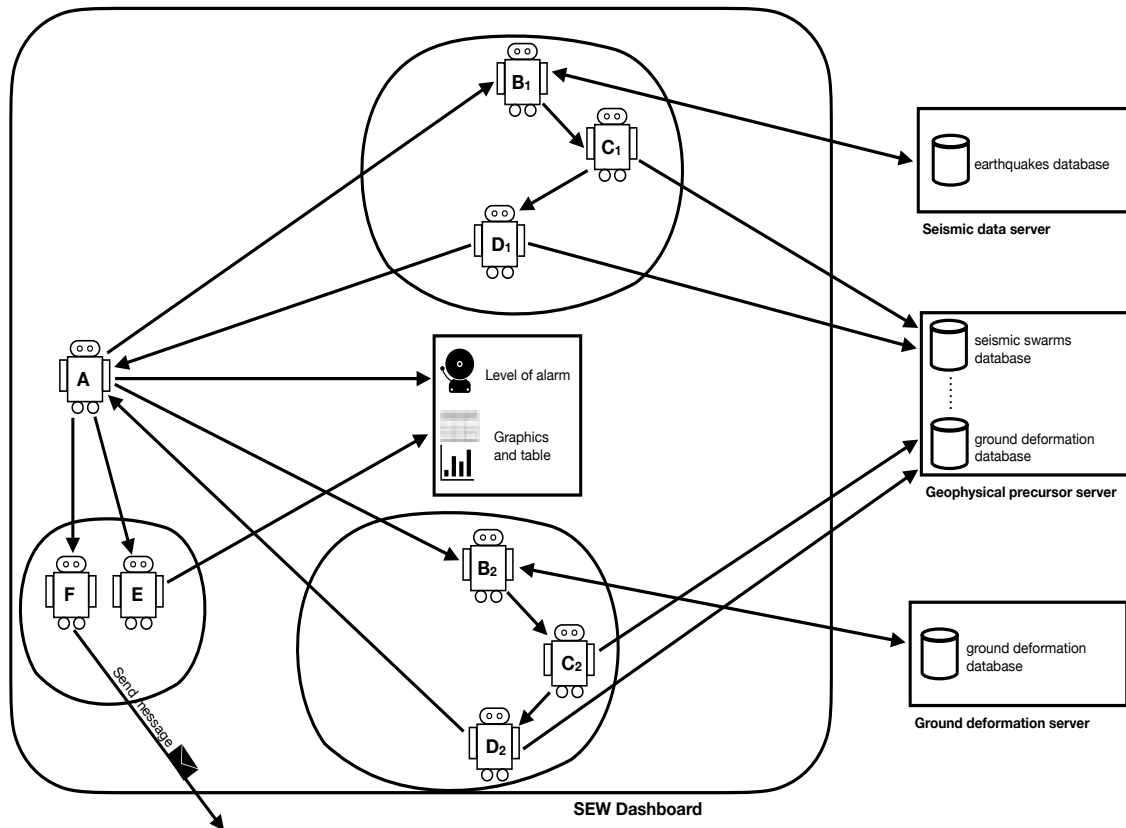 B1
C1
D1
earthquakes database
Seismic data server
A
Level of alarm
Graphics
and table
seismic swarms
database
ground deformation
database
Geophysical precursor server
F
E
B2
C2
D2
ground deformation
database
Ground deformation server
Send message
SEW Dashboard